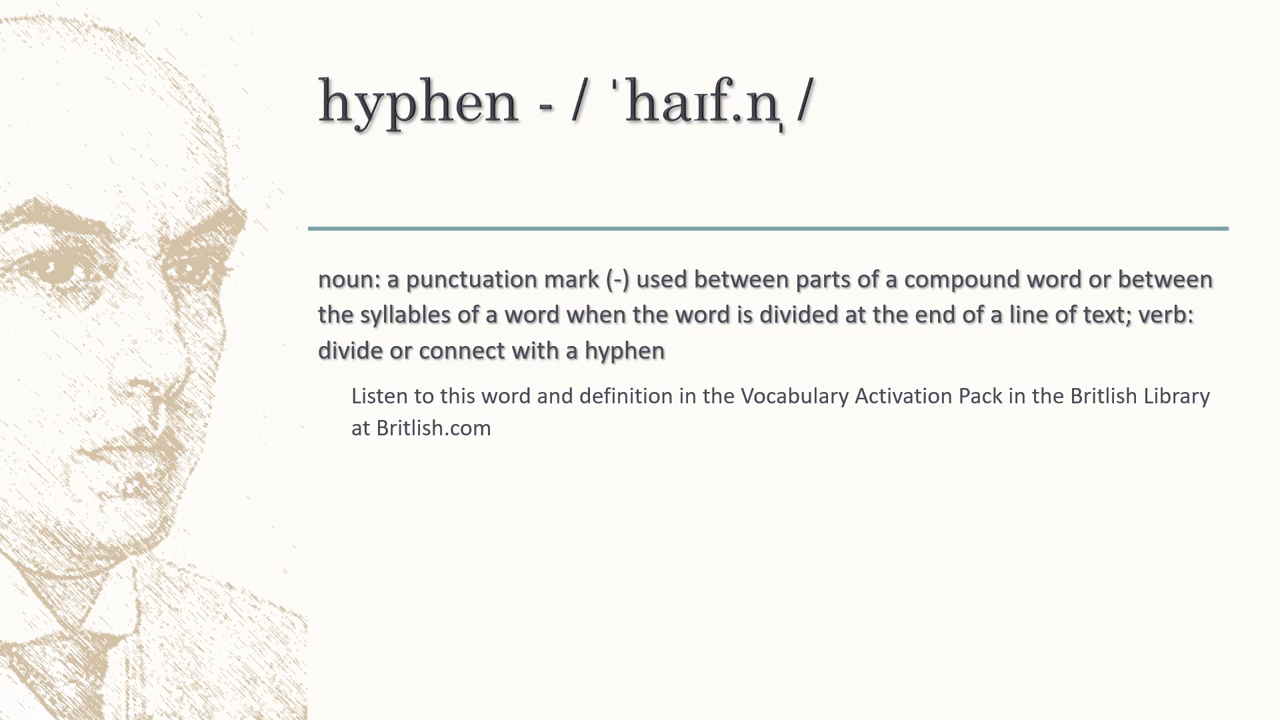 hyphen - / ˈhaɪf.n̩ /
noun: a punctuation mark (-) used between parts of a compound word or between
the syllables of a word when the word is divided at the end of a line of text; verb:
divide or connect with a hyphen
Listen to this word and definition in the Vocabulary Activation Pack in the Britlish Library
at Britlish.com